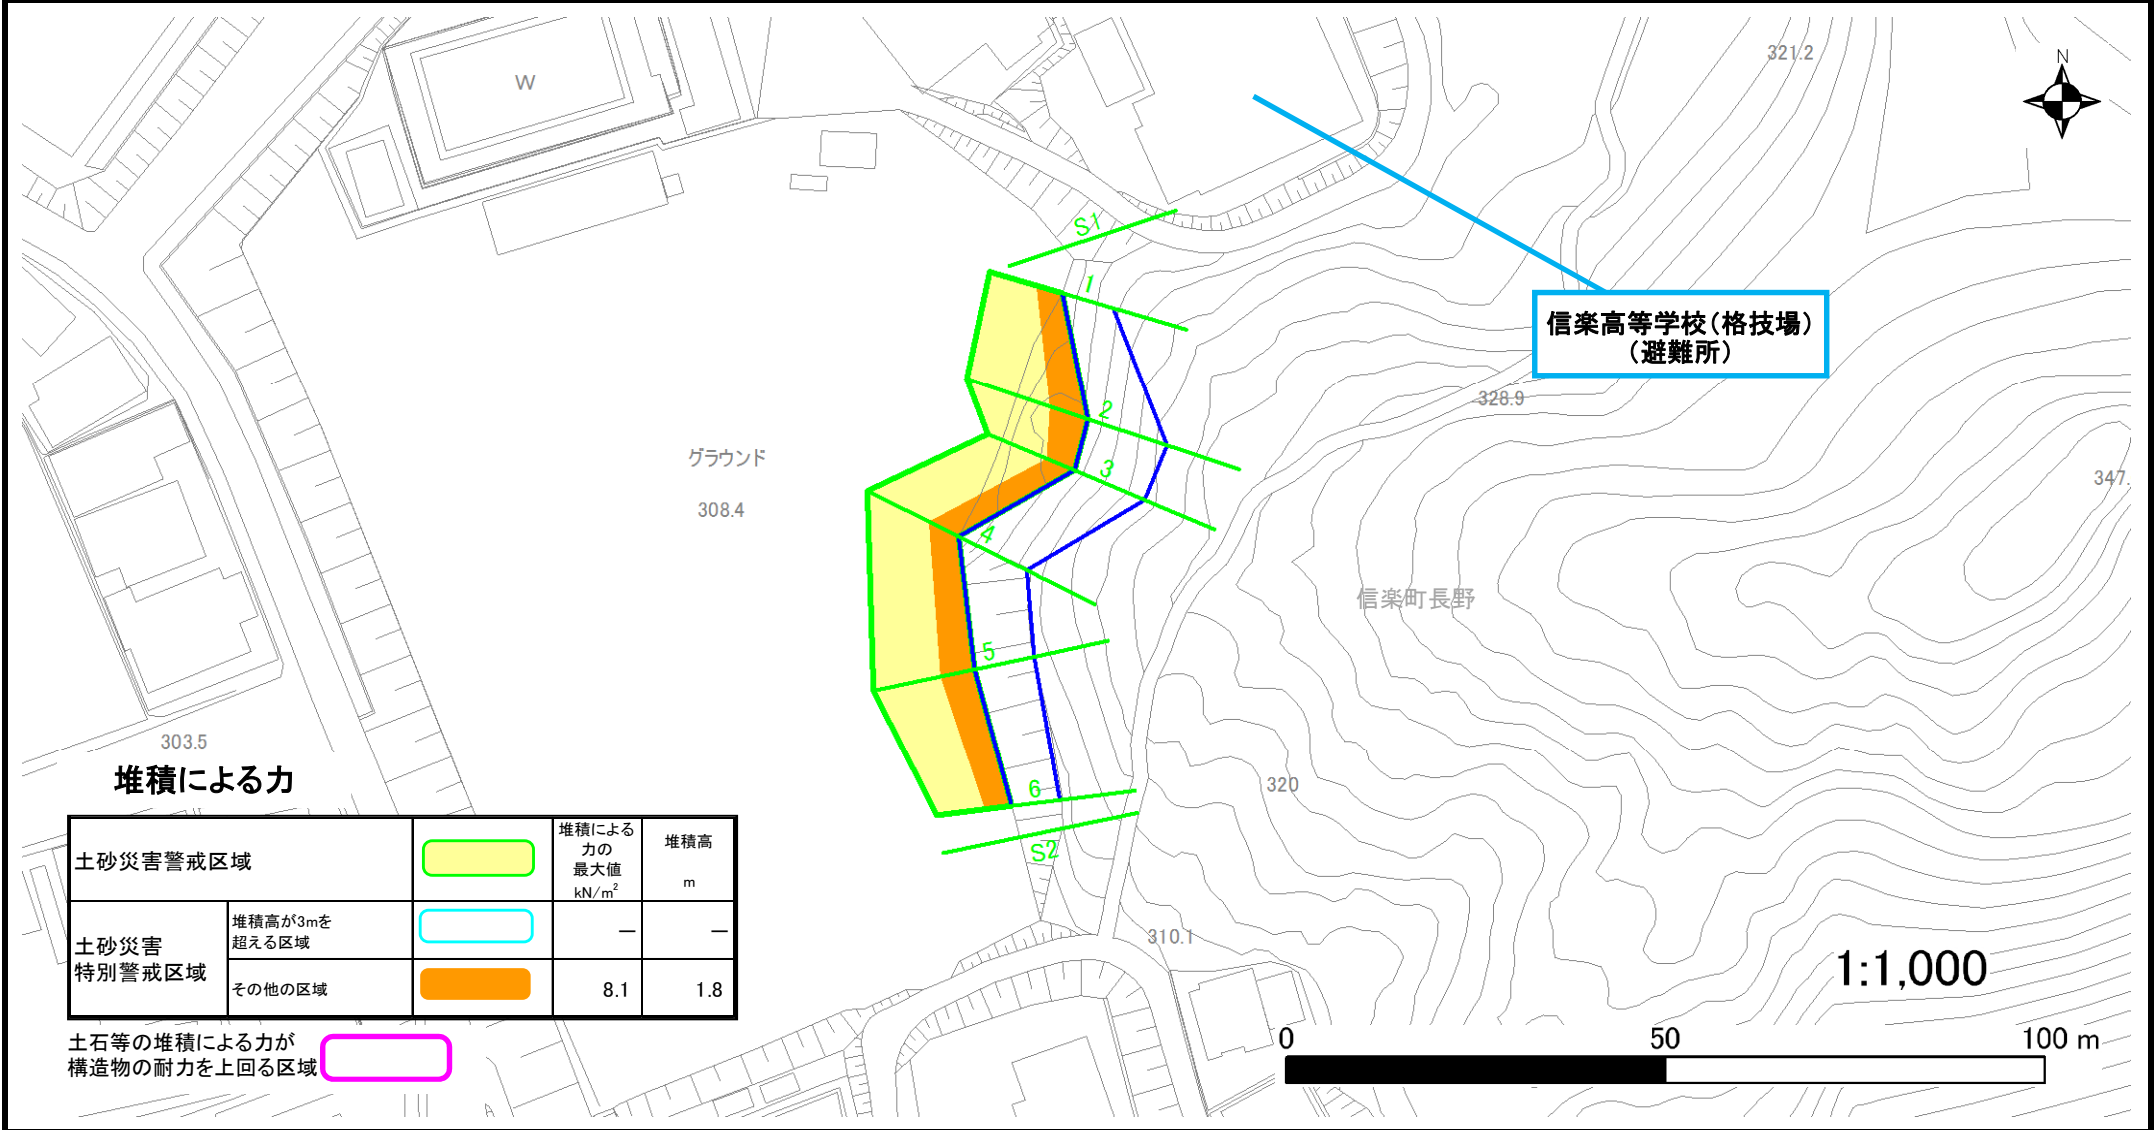 W
321.2
N
S1
1
信楽高等学校（格技場）
（避難所）
328.9
2
グラウンド
3
347.
308.4
4
信楽町長野
5
303.5
320
6
堆積による力
S2
土砂災害警戒区域
堆積による
力の
最大値
kN/m²
堆積高
m
土砂災害
特別警戒区域
堆積高が3mを
超える区域
－
－
その他の区域
8.1
1.8
310.1
1:1,000
土石等の堆積による力が
構造物の耐力を上回る区域
0
50
100 m